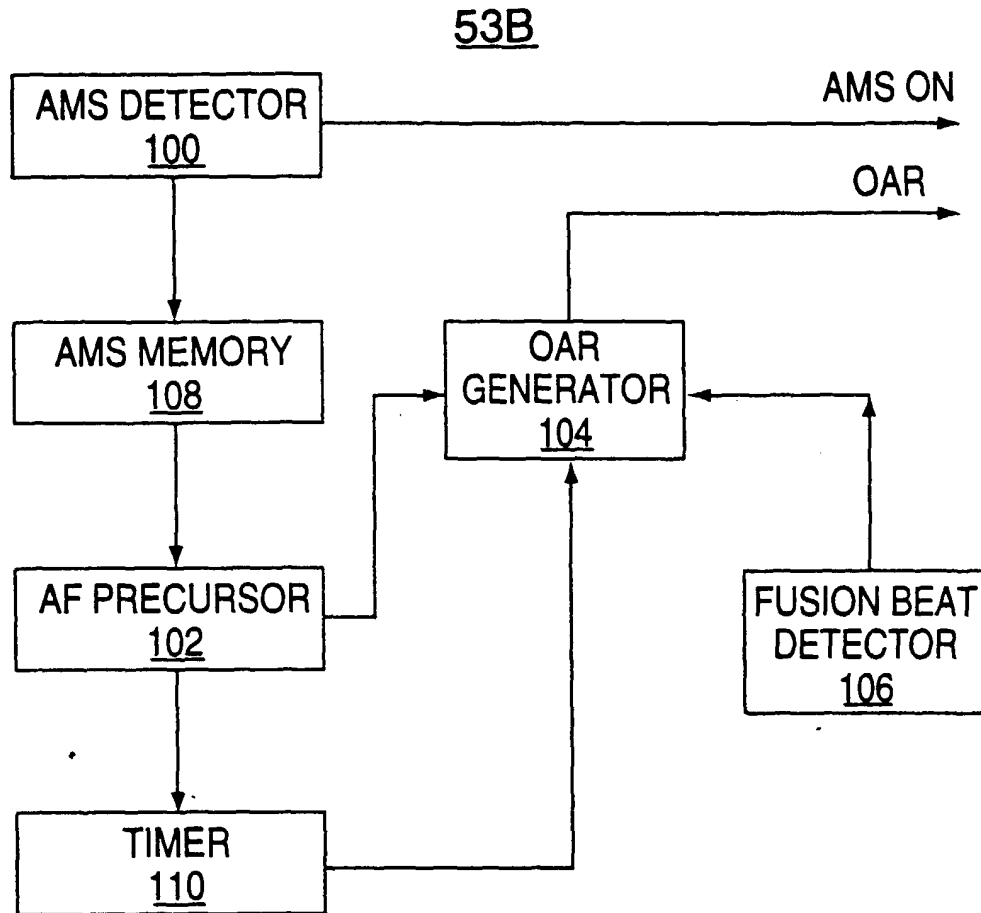 53B
AMS DETECTOR
100
AMS ON
OAR
AMS MEMORY
108
OAR
GENERATOR
104
AF PRECURSOR
102
FUSION BEAT
DETECTOR
106
TIMER
110